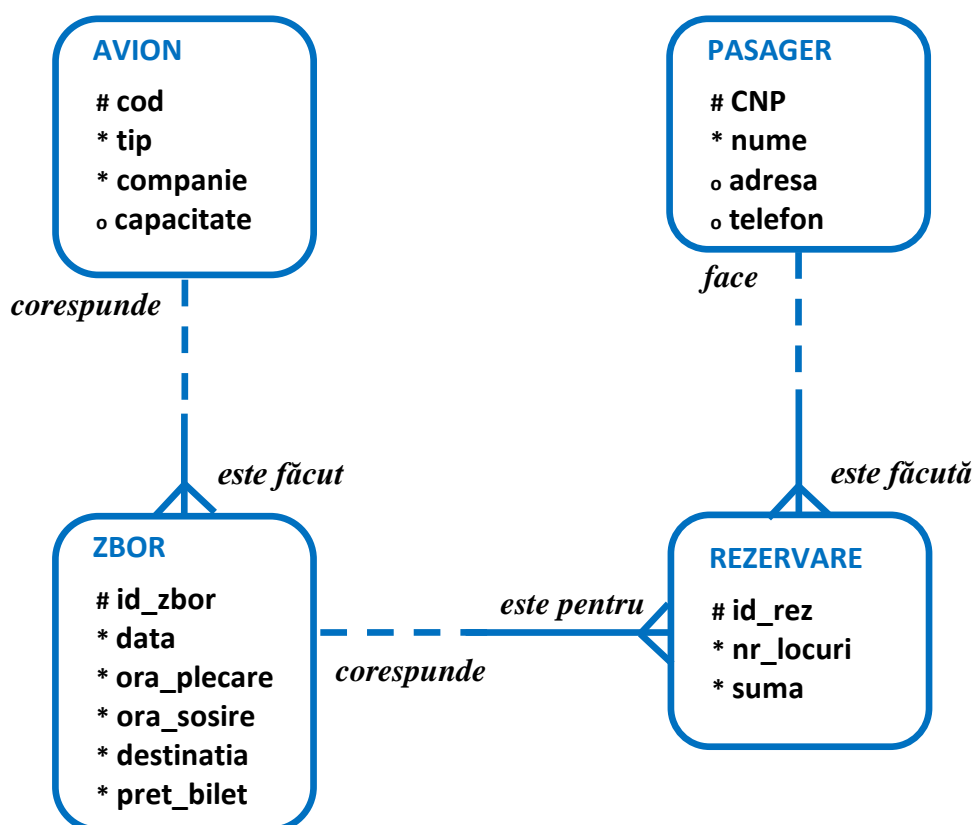 AVION
# cod
* tip
* companie
o capacitate
PASAGER
# CNP
* nume
o adresa
o telefon
corespunde
este făcut
face
este făcută
ZBOR
# id_zbor
* data
* ora_plecare
* ora_sosire
* destinatia
* pret_bilet
este pentru
corespunde
REZERVARE
# id_rez
* nr_locuri
* suma